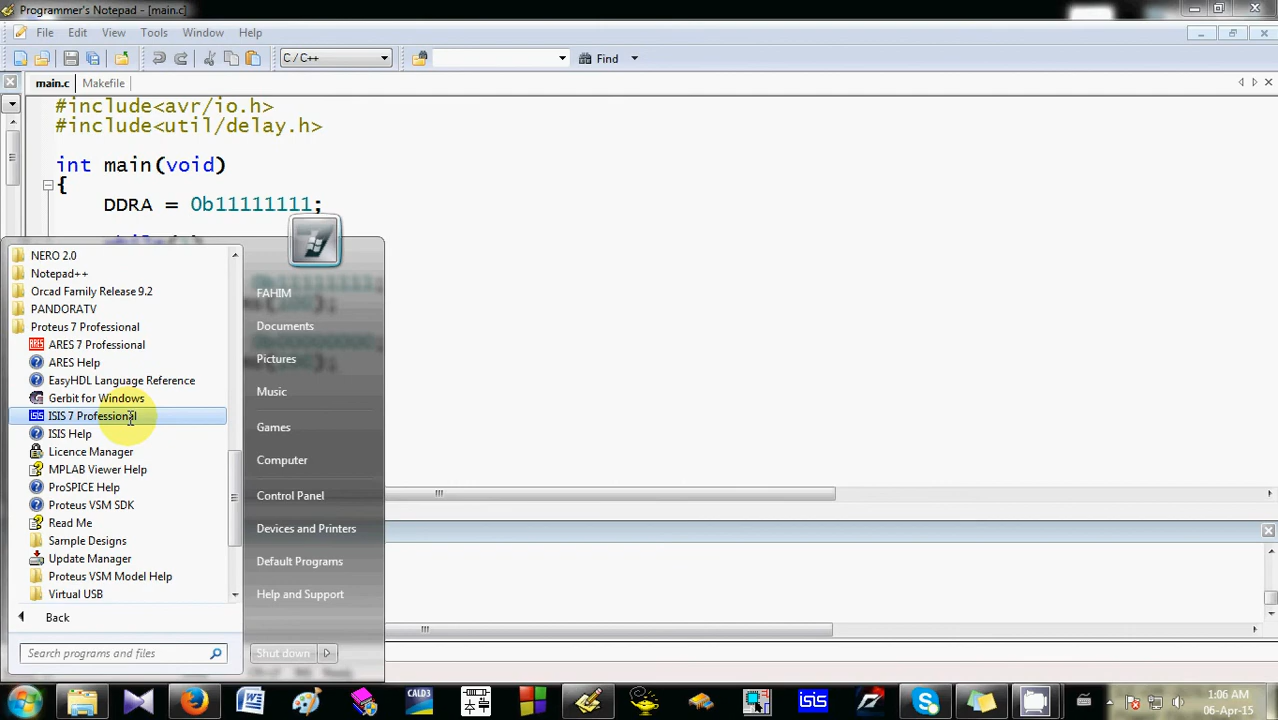 Programmer's Notepad - [main.c]
File Edit View Tools Window Help
C / C++
Find
main.c Makefile
#include<avr/io.h>
#include<util/delay.h>
int main(void)
{
DDRA = 0b11111111;
NERO 2.0
Notepad++
Orcad Family Release 9.2
PANDORATV
Proteus 7 Professional
ARES 7 Professional
ARES Help
EasyHDL Language Reference
Gerbit for Windows
ISIS 7 Professional
ISIS Help
Licence Manager
MPLAB Viewer Help
ProSPICE Help
Proteus VSM SDK
Read Me
Sample Designs
Update Manager
Proteus VSM Model Help
Virtual USB
Back
Search programs and files
FAHIM
Documents
Pictures
Music
Games
Computer
Control Panel
Devices and Printers
Default Programs
Help and Support
Shut down
CALD3
isis
1:06 AM
06-Apr-15